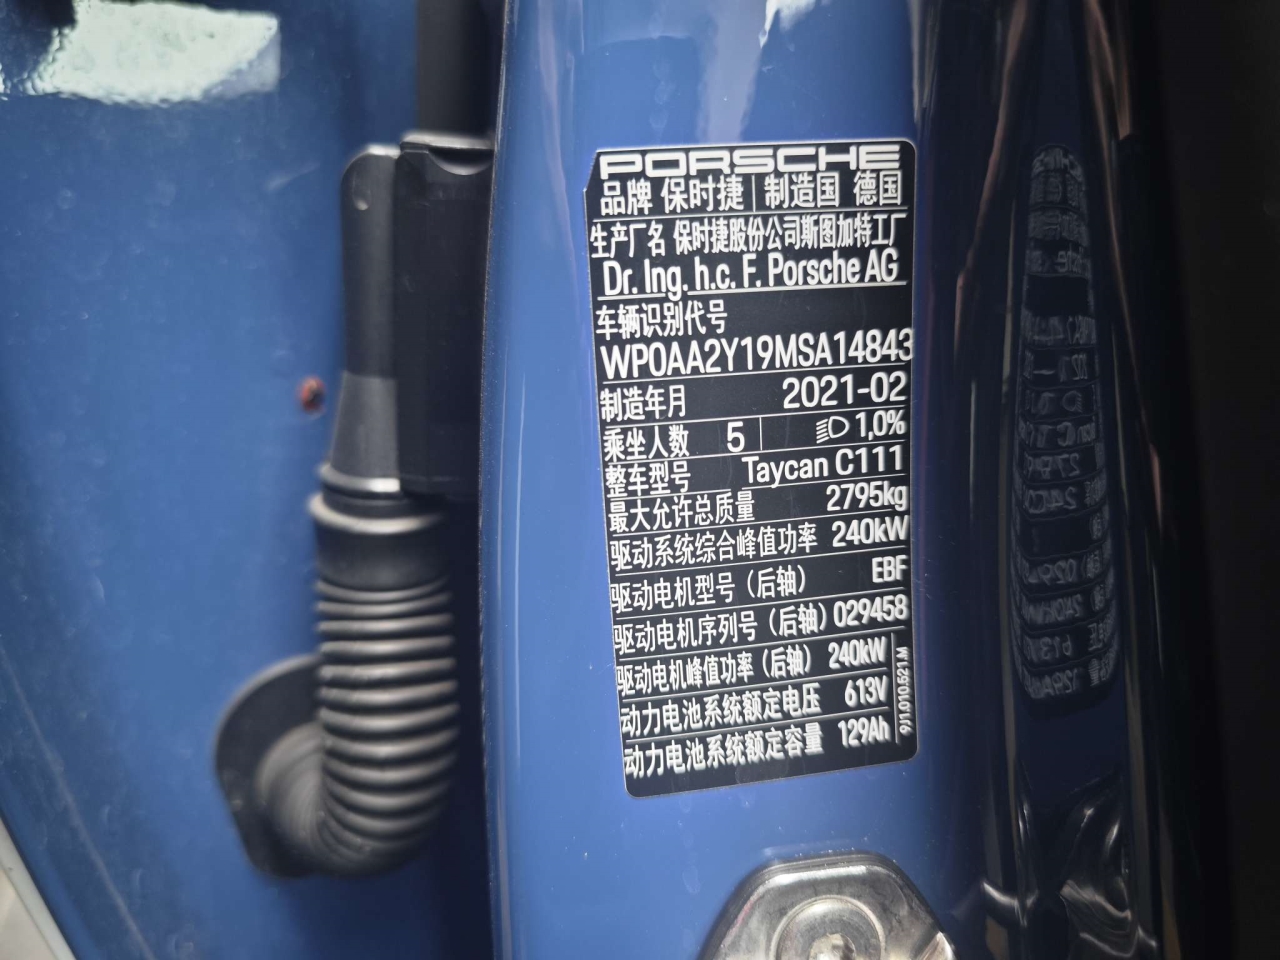 PORSCHE
品牌 保时捷 制造国 德国
生产厂名 保时捷股份公司斯图加特工厂
Dr. Ing. h.c. F. Porsche AG
车辆识别代号
WP0AA2Y19MSA14843
制造年月 2021-02
乘坐人数 5 1,0%
整车型号 Taycan C111
最大允许总质量 2795kg
驱动系统综合峰值功率 240kW
驱动电机型号（后轴） EBF
驱动电机序列号（后轴） 029458
驱动电机峰值功率（后轴） 240kW
动力电池系统额定电压 613V
动力电池系统额定容量 129Ah
9J1.010.621.M